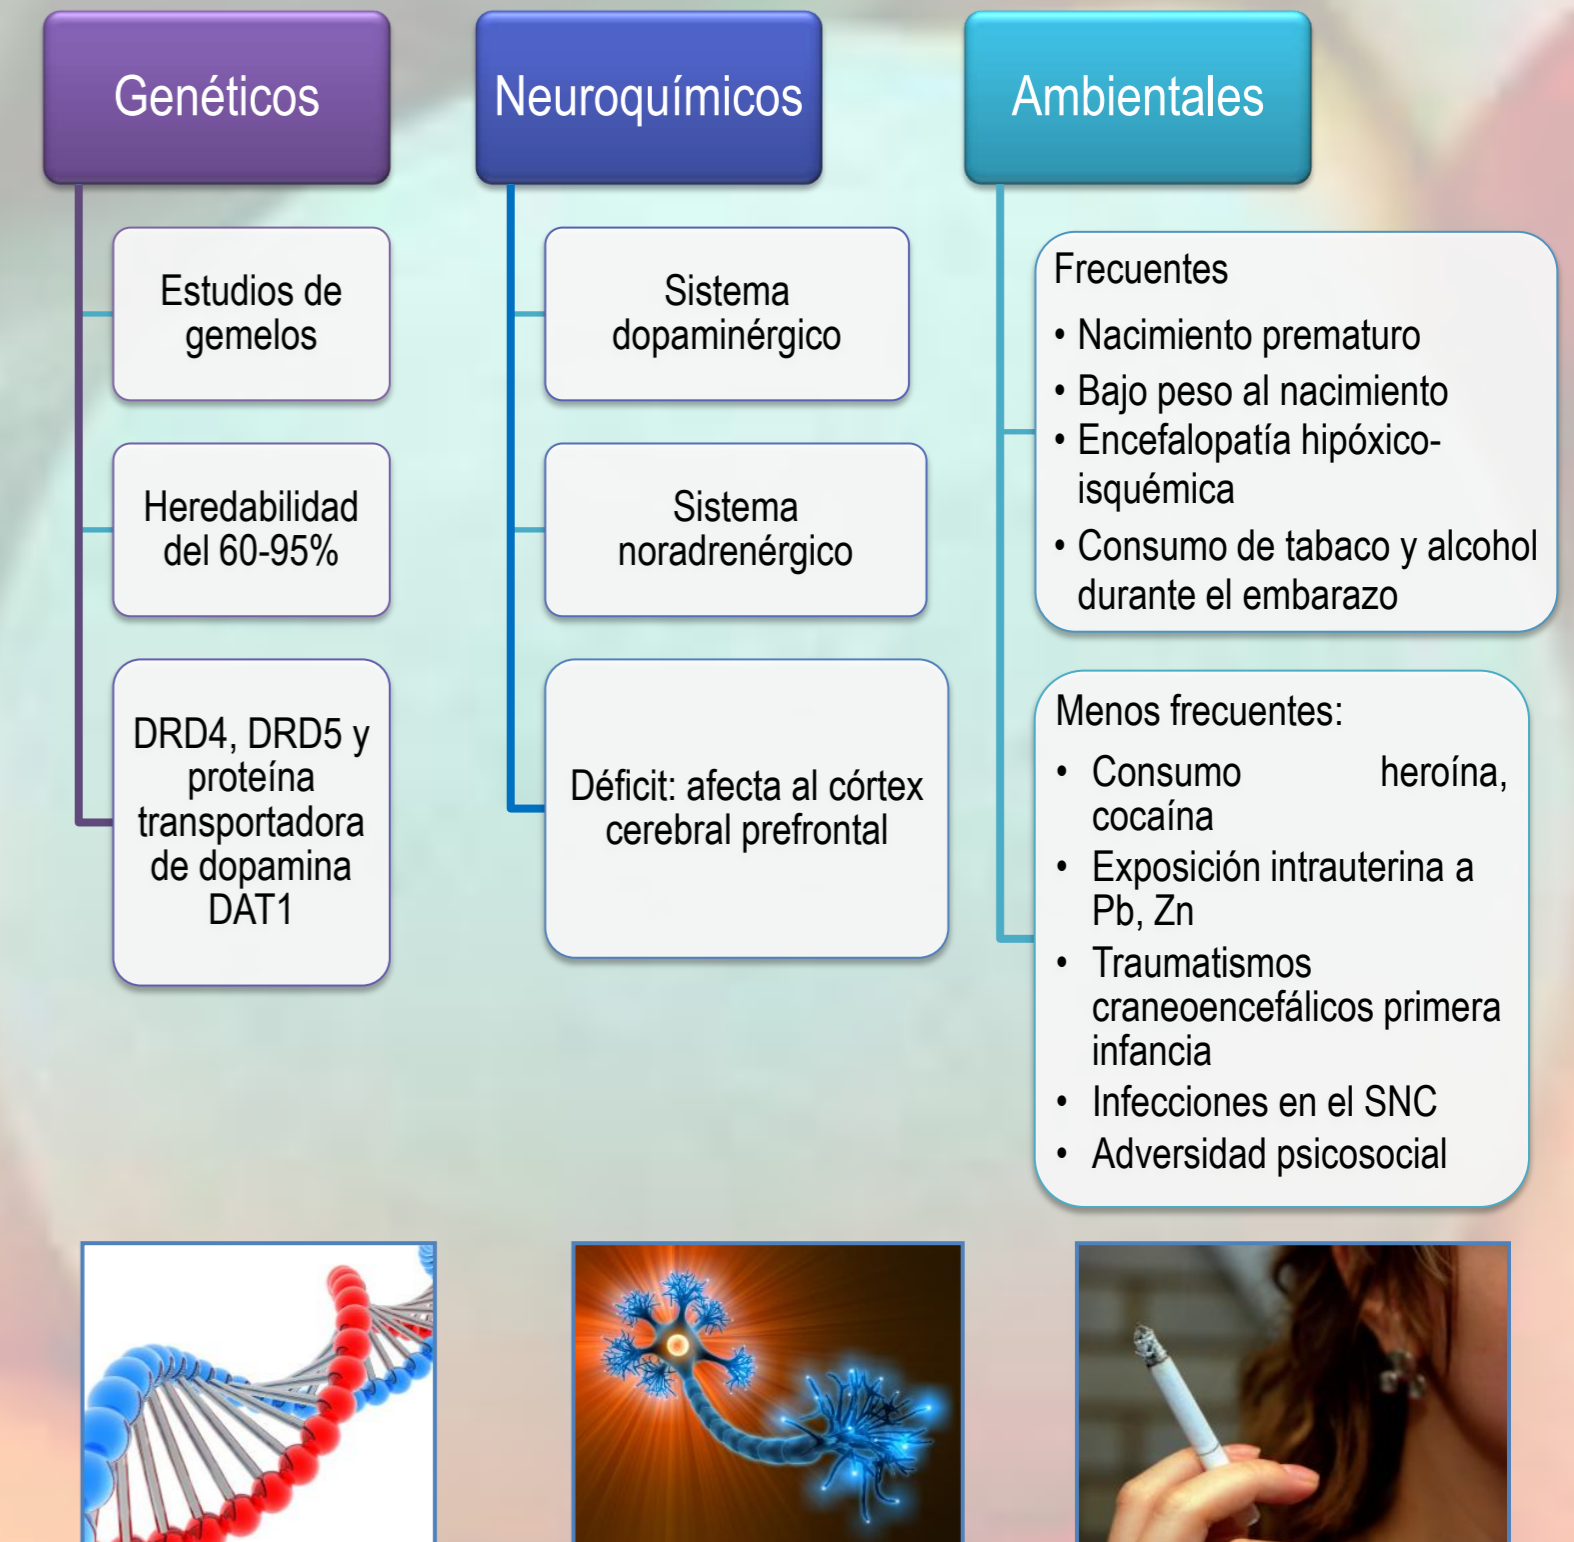 Genéticos
Estudios de
gemelos
Heredabilidad
del 60-95%
DRD4, DRD5 y
proteína
transportadora
de dopamina
DAT1
Neuroquímicos
Sistema
dopaminérgico
Sistema
noradrenérgico
Déficit: afecta al córtex
cerebral prefrontal
Ambientales
Frecuentes
• Nacimiento prematuro
• Bajo peso al nacimiento
• Encefalopatía hipóxico-
isquémica
• Consumo de tabaco y alcohol
durante el embarazo
Menos frecuentes:
• Consumo heroína,
cocaína
• Exposición intrauterina a
Pb, Zn
• Traumatismos
craneoencefálicos primera
infancia
• Infecciones en el SNC
• Adversidad psicosocial